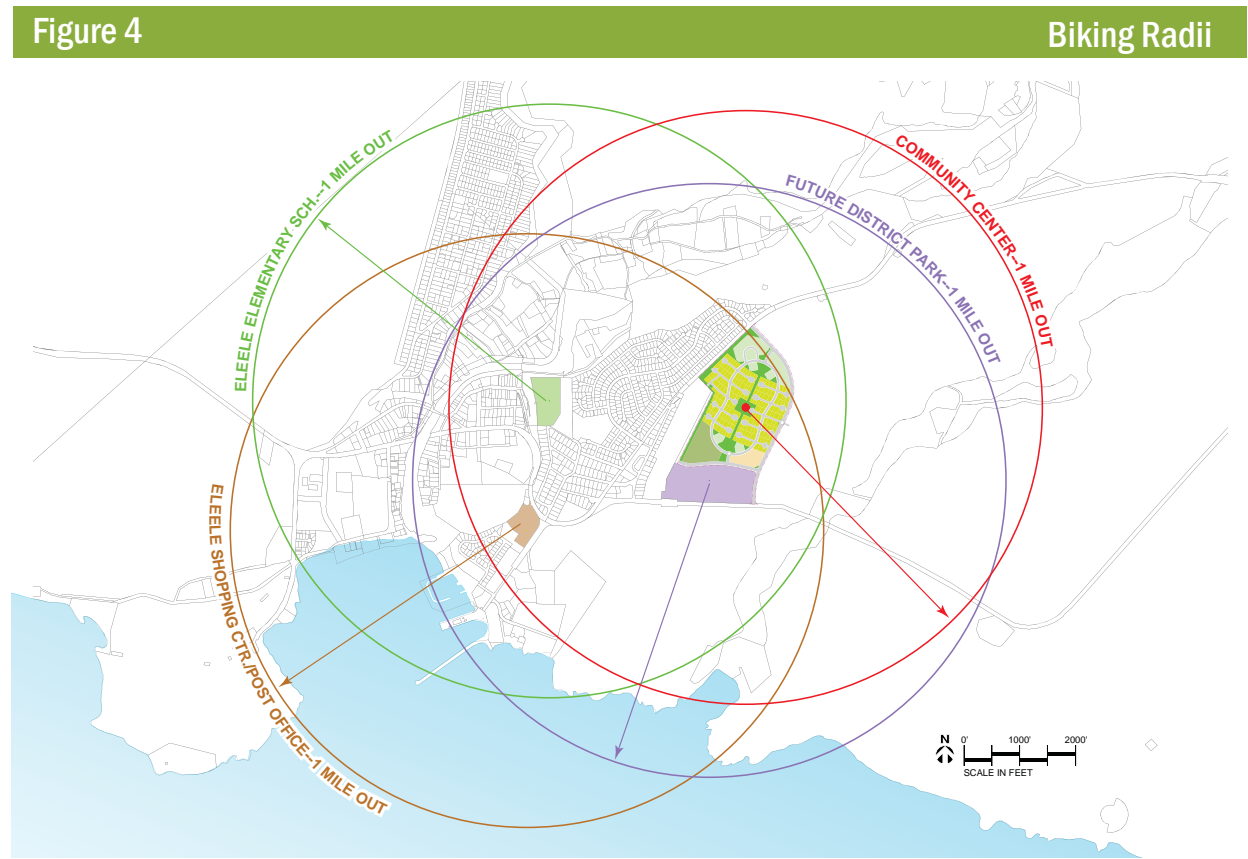 Figure 4
Biking Radii
ELEELE ELEMENTARY SCH.--1 MILE OUT
COMMUNITY CENTER--1 MILE OUT
FUTURE DISTRICT PARK--1 MILE OUT
ELEELE SHOPPING CTR./POST OFFICE--1 MILE OUT
N
0' 1000' 2000'
SCALE IN FEET